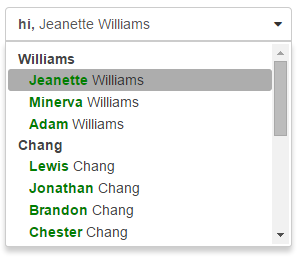 hi, Jeanette Williams
Williams
Jeanette Williams
Minerva Williams
Adam Williams
Chang
Lewis Chang
Jonathan Chang
Brandon Chang
Chester Chang